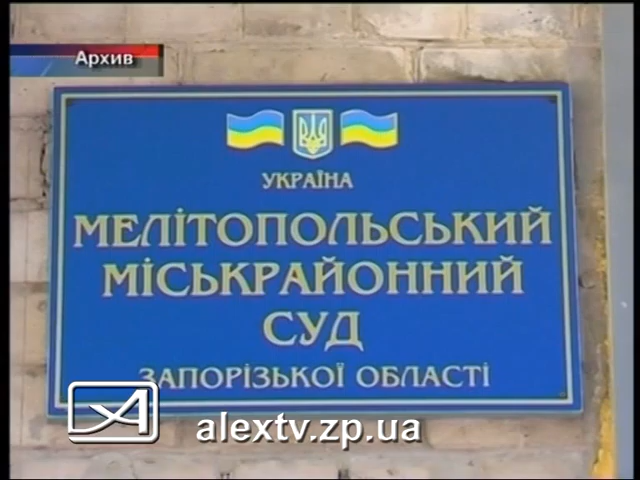 Архив
УКРАЇНА
МЕЛІТОПОЛЬСЬКИЙ
МІСЬКРАЙОННИЙ
СУД
ЗАПОРІЗЬКОЇ ОБЛАСТІ
alextv.zp.ua